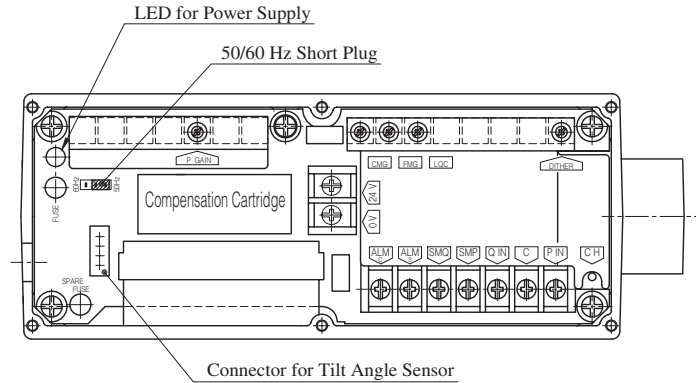 LED for Power Supply
50/60 Hz Short Plug
P GAIN
CMG
FMG
LQC
DITHER
60Hz
50Hz
FUSE
Compensation Cartridge
24 V
0 V
ALM C
ALM B
SMQ
SMP
Q IN
C
P IN
C H
SPARE
FUSE
Connector for Tilt Angle Sensor